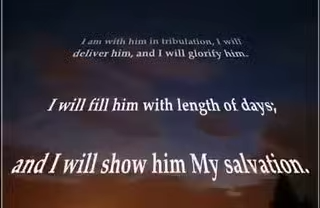 I am with him in tribulation, I will
deliver him, and I will glorify him.
I will fill him with length of days;
and I will show him My salvation.